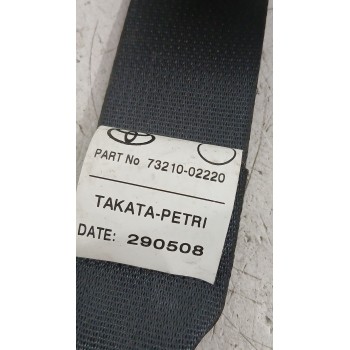 PART No 73210-02220
TAKATA-PETRI
DATE: 290508